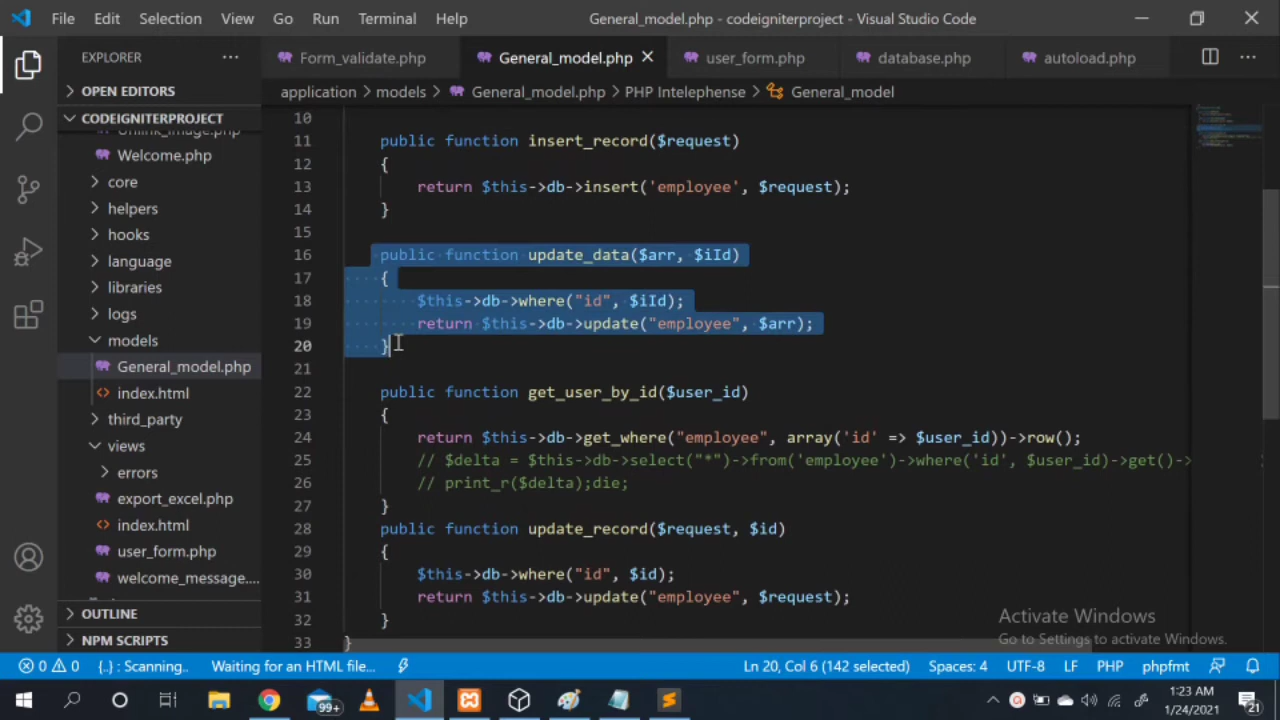 File Edit Selection View Go Run Terminal Help General_model.php - codeigniterproject - Visual Studio Code
EXPLORER
Form_validate.php General_model.php user_form.php database.php autoload.php
OPEN EDITORS
application > models > General_model.php > PHP Intelephense > General_model
CODEIGNITERPROJECT
Unlink_image.php
Welcome.php
core
helpers
hooks
language
libraries
logs
models
General_model.php
index.html
third_party
views
errors
export_excel.php
index.html
user_form.php
welcome_message....
OUTLINE
NPM SCRIPTS
10
11 public function insert_record($request)
12 {
13 return $this->db->insert('employee', $request);
14 }
15
16 public function update_data($arr, $iId)
17 {
18 $this->db->where("id", $iId);
19 return $this->db->update("employee", $arr);
20 }
21
22 public function get_user_by_id($user_id)
23 {
24 return $this->db->get_where("employee", array('id' => $user_id))->row();
25 // $delta = $this->db->select("*")->from('employee')->where('id', $user_id)->get()->
26 // print_r($delta);die;
27 }
28 public function update_record($request, $id)
29 {
30 $this->db->where("id", $id);
31 return $this->db->update("employee", $request);
32 }
33 }
Activate Windows
Go to Settings to activate Windows.
0 0 {..} : Scanning.. Waiting for an HTML file... Ln 20, Col 6 (142 selected) Spaces: 4 UTF-8 LF PHP phpfmt
99+
1:23 AM
1/24/2021
21